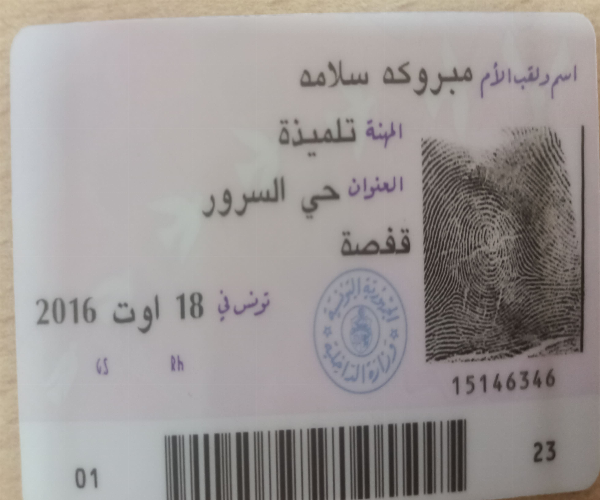 اسم ولقب الأم مبروكه سلامه
المهنة تلميذة
العنوان حي السرور
قفصة
تونس في 18 اوت 2016
GS Rh
الجمهورية التونسية
وزارة الداخلية
15146346
01
23